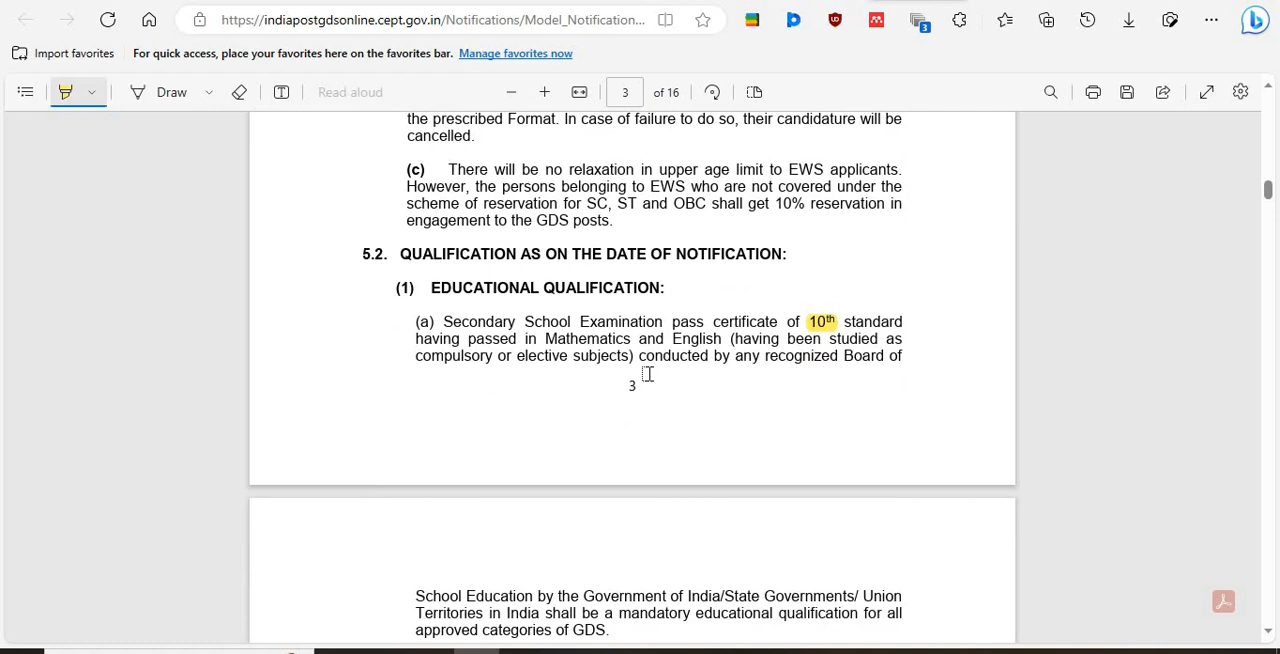 https://indiapostgdsonline.cept.gov.in/Notifications/Model_Notification...
3
Import favorites
For quick access, place your favorites here on the favorites bar. Manage favorites now
Draw
Read aloud
3 of 16
the prescribed Format. In case of failure to do so, their candidature will be
cancelled.
(c) There will be no relaxation in upper age limit to EWS applicants.
However, the persons belonging to EWS who are not covered under the
scheme of reservation for SC, ST and OBC shall get 10% reservation in
engagement to the GDS posts.
5.2. QUALIFICATION AS ON THE DATE OF NOTIFICATION:
(1) EDUCATIONAL QUALIFICATION:
(a) Secondary School Examination pass certificate of 10th standard
having passed in Mathematics and English (having been studied as
compulsory or elective subjects) conducted by any recognized Board of
3
School Education by the Government of India/State Governments/ Union
Territories in India shall be a mandatory educational qualification for all
approved categories of GDS.